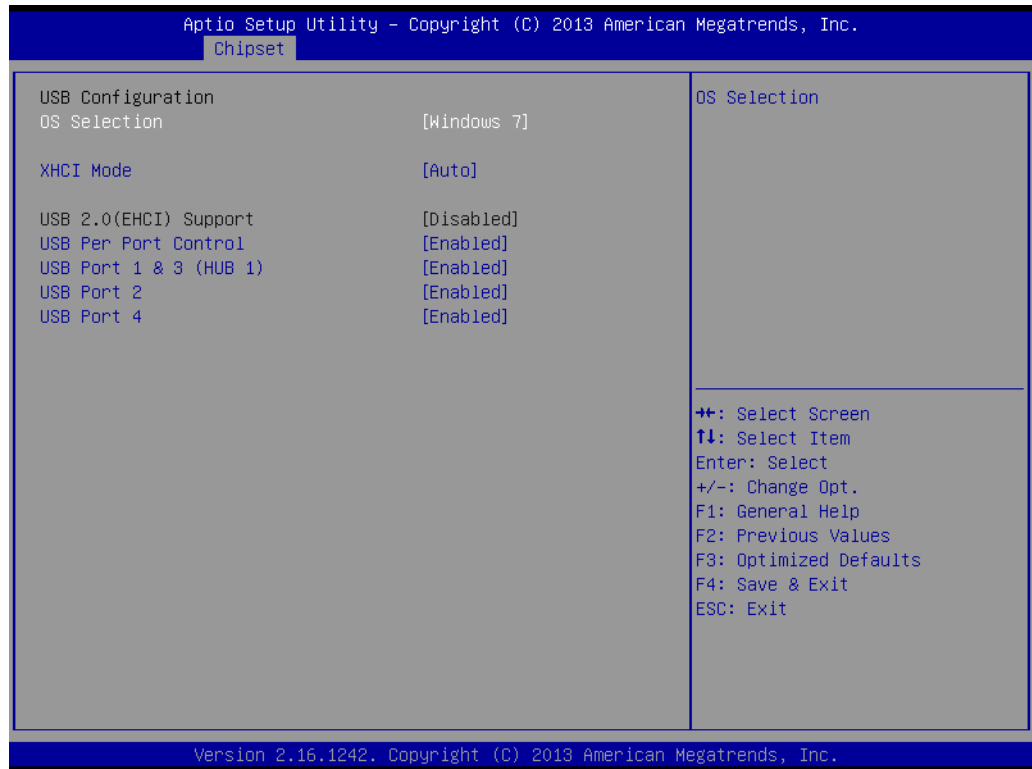 Aptio Setup Utility – Copyright (C) 2013 American Megatrends, Inc.
Chipset
USB Configuration
OS Selection [Windows 7]
XHCI Mode [Auto]
USB 2.0(EHCI) Support [Disabled]
USB Per Port Control [Enabled]
USB Port 1 & 3 (HUB 1) [Enabled]
USB Port 2 [Enabled]
USB Port 4 [Enabled]
OS Selection
→←: Select Screen
↑↓: Select Item
Enter: Select
+/-: Change Opt.
F1: General Help
F2: Previous Values
F3: Optimized Defaults
F4: Save & Exit
ESC: Exit
Version 2.16.1242. Copyright (C) 2013 American Megatrends, Inc.